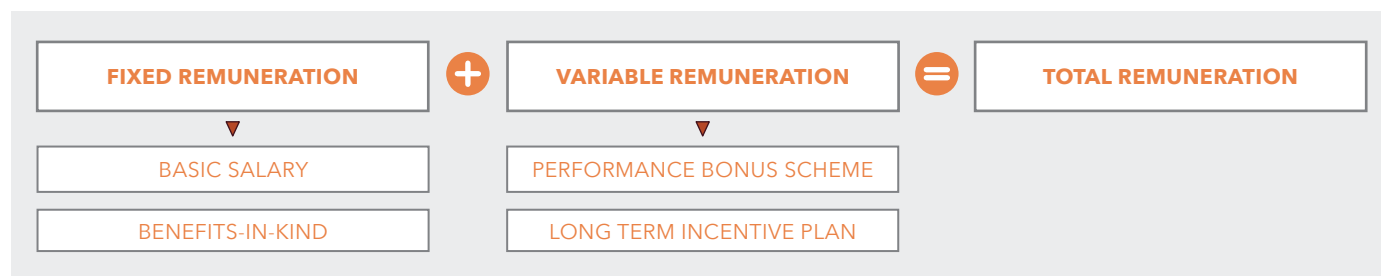 FIXED REMUNERATION + VARIABLE REMUNERATION = TOTAL REMUNERATION
BASIC SALARY PERFORMANCE BONUS SCHEME
BENEFITS-IN-KIND LONG TERM INCENTIVE PLAN